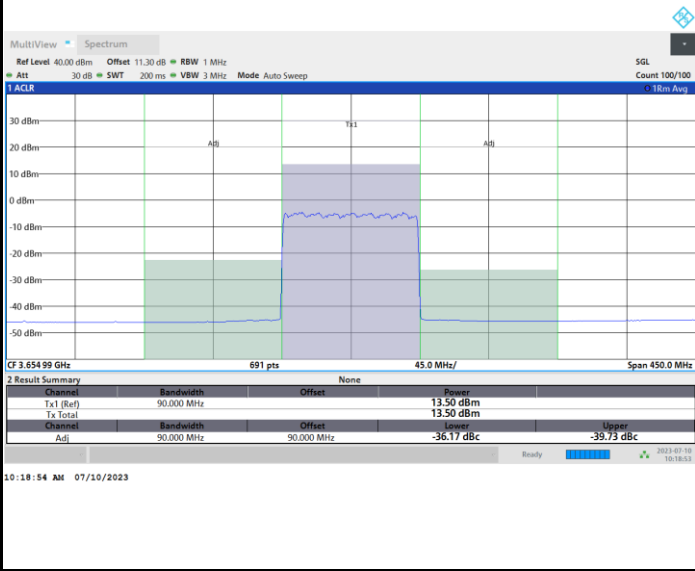 MultiView Spectrum
Ref Level 40.00 dBm Offset 11.30 dB RBW 1 MHz SGL
Att 30 dB SWT 200 ms VBW 3 MHz Mode Auto Sweep Count 100/100
1 ACLR 1Rm Avg
30 dBm
Tx1
20 dBm
Adj Adj
10 dBm
0 dBm
-10 dBm
-20 dBm
-30 dBm
-40 dBm
-50 dBm
CF 3.654 99 GHz 691 pts 45.0 MHz/ Span 450.0 MHz
2 Result Summary None
Channel Bandwidth Offset Power
Tx1 (Ref) 90.000 MHz 13.50 dBm
Tx Total 13.50 dBm
Channel Bandwidth Offset Lower Upper
Adj 90.000 MHz 90.000 MHz -36.17 dBc -39.73 dBc
Ready 2023-07-10
10:18:53
10:18:54 AM 07/10/2023